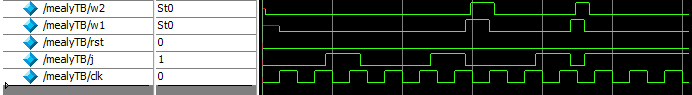 /mealyTB/w2 St0
/mealyTB/w1 St0
/mealyTB/rst 0
/mealyTB/j 1
/mealyTB/clk 0